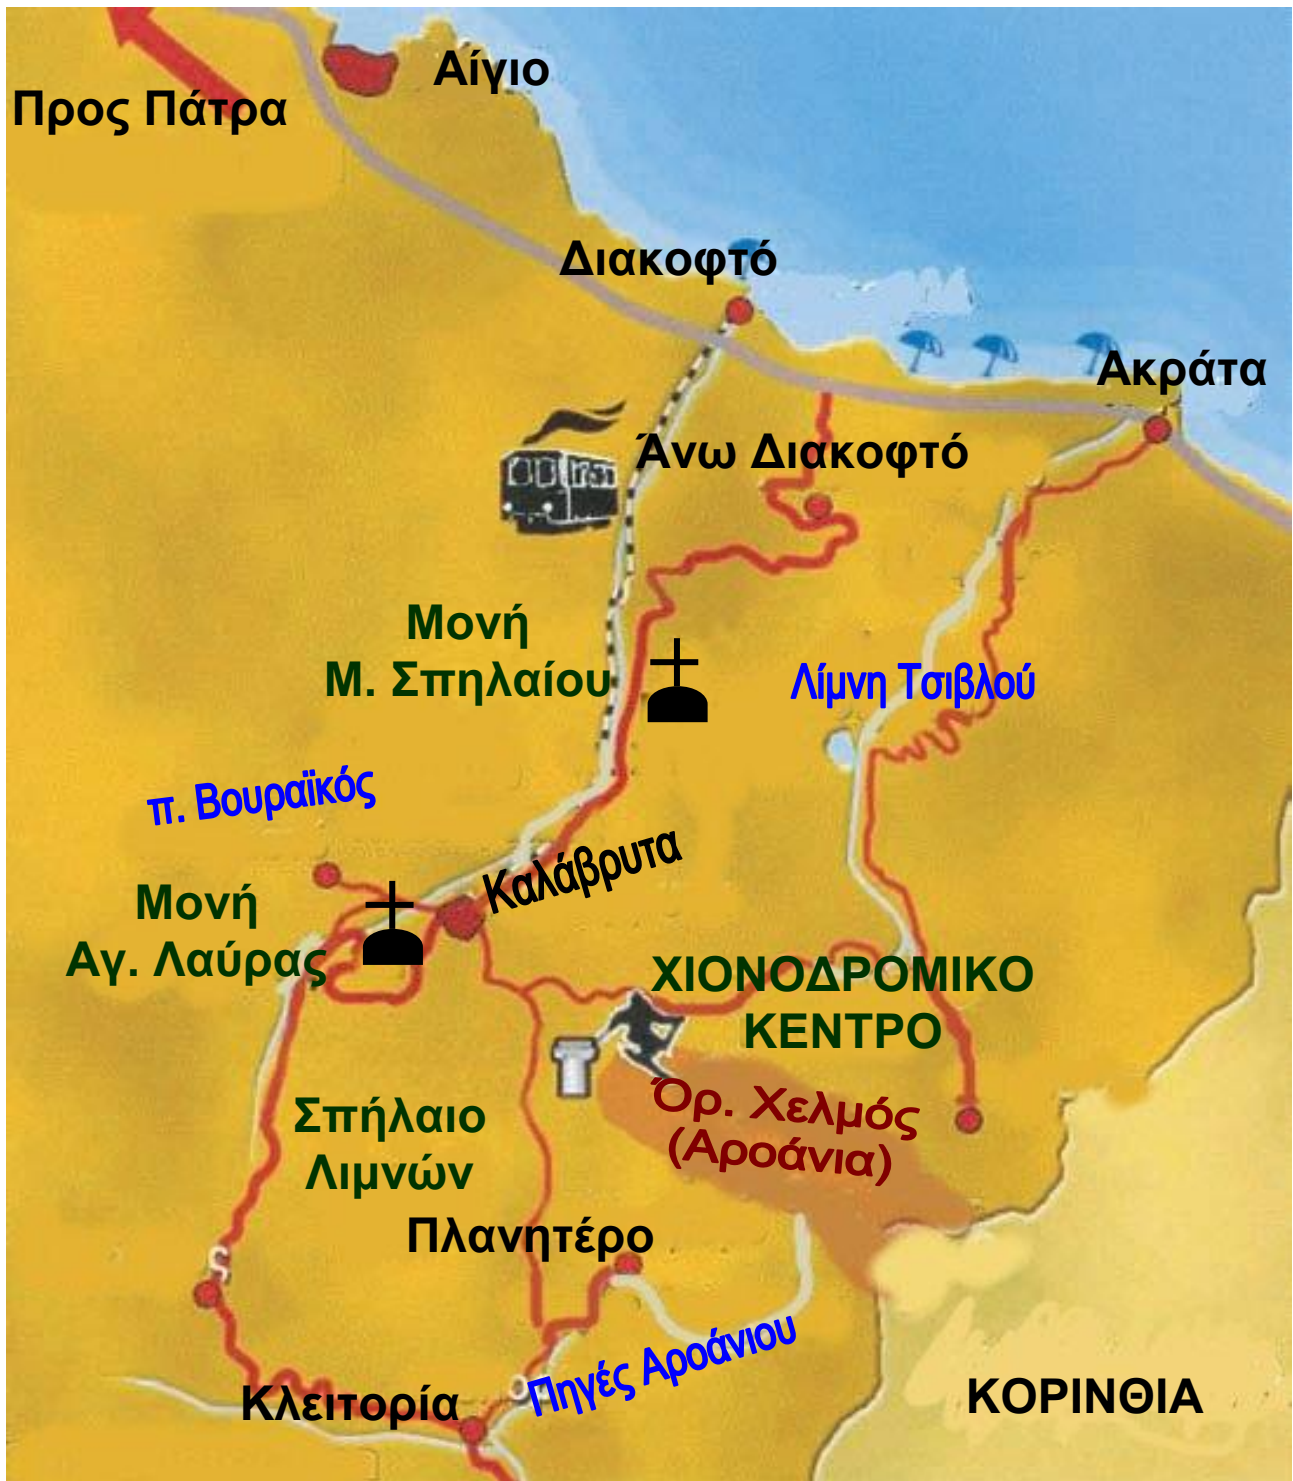 Αίγιο
Προς Πάτρα
Διακοφτό
Ακράτα
Άνω Διακοφτό
Μονή
Μ. Σπηλαίου
Λίμνη Τσιβλού
π. Βουραϊκός
Καλάβρυτα
Μονή
Αγ. Λαύρας
ΧΙΟΝΟΔΡΟΜΙΚΟ
ΚΕΝΤΡΟ
Όρ. Χελμός
(Αροάνια)
Σπήλαιο
Λιμνών
Πλανητέρο
Πηγές Αροάνιου
Κλειτορία
ΚΟΡΙΝΘΙΑ